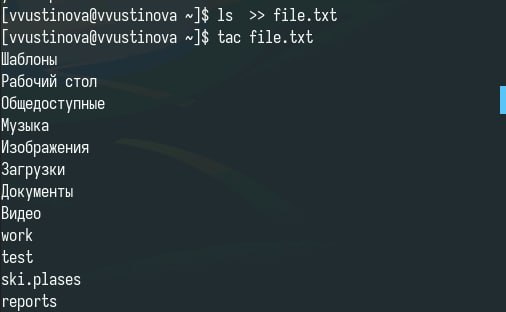 [vvustinova@vvustinova ~]$ ls  >> file.txt
[vvustinova@vvustinova ~]$ tac file.txt
Шаблоны
Рабочий стол
Общедоступные
Музыка
Изображения
Загрузки
Документы
Видео
work
test
ski.plases
reports